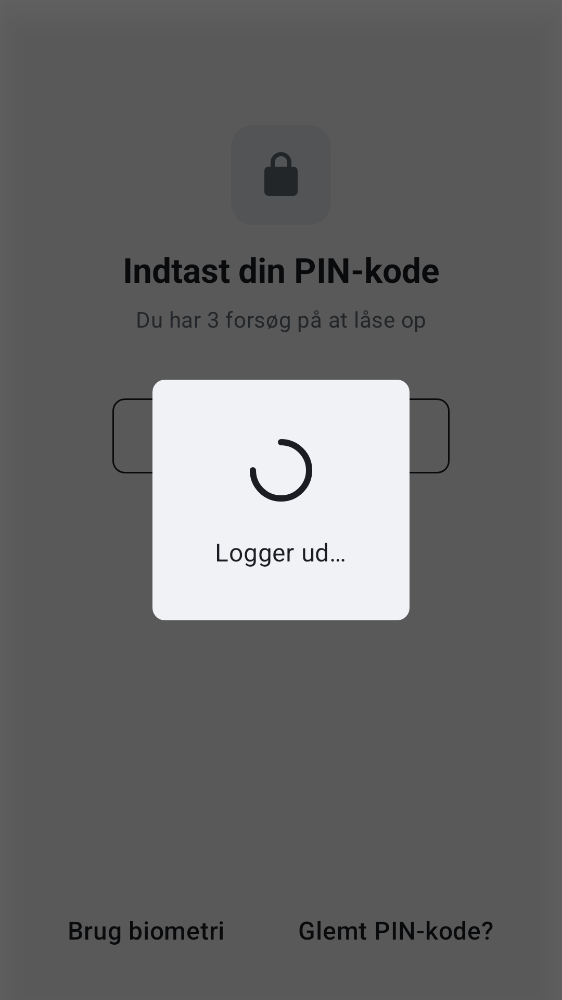 Indtast din PIN-kode
Du har 3 forsøg på at låse op
Logger ud...
Brug biometri
Glemt PIN-kode?